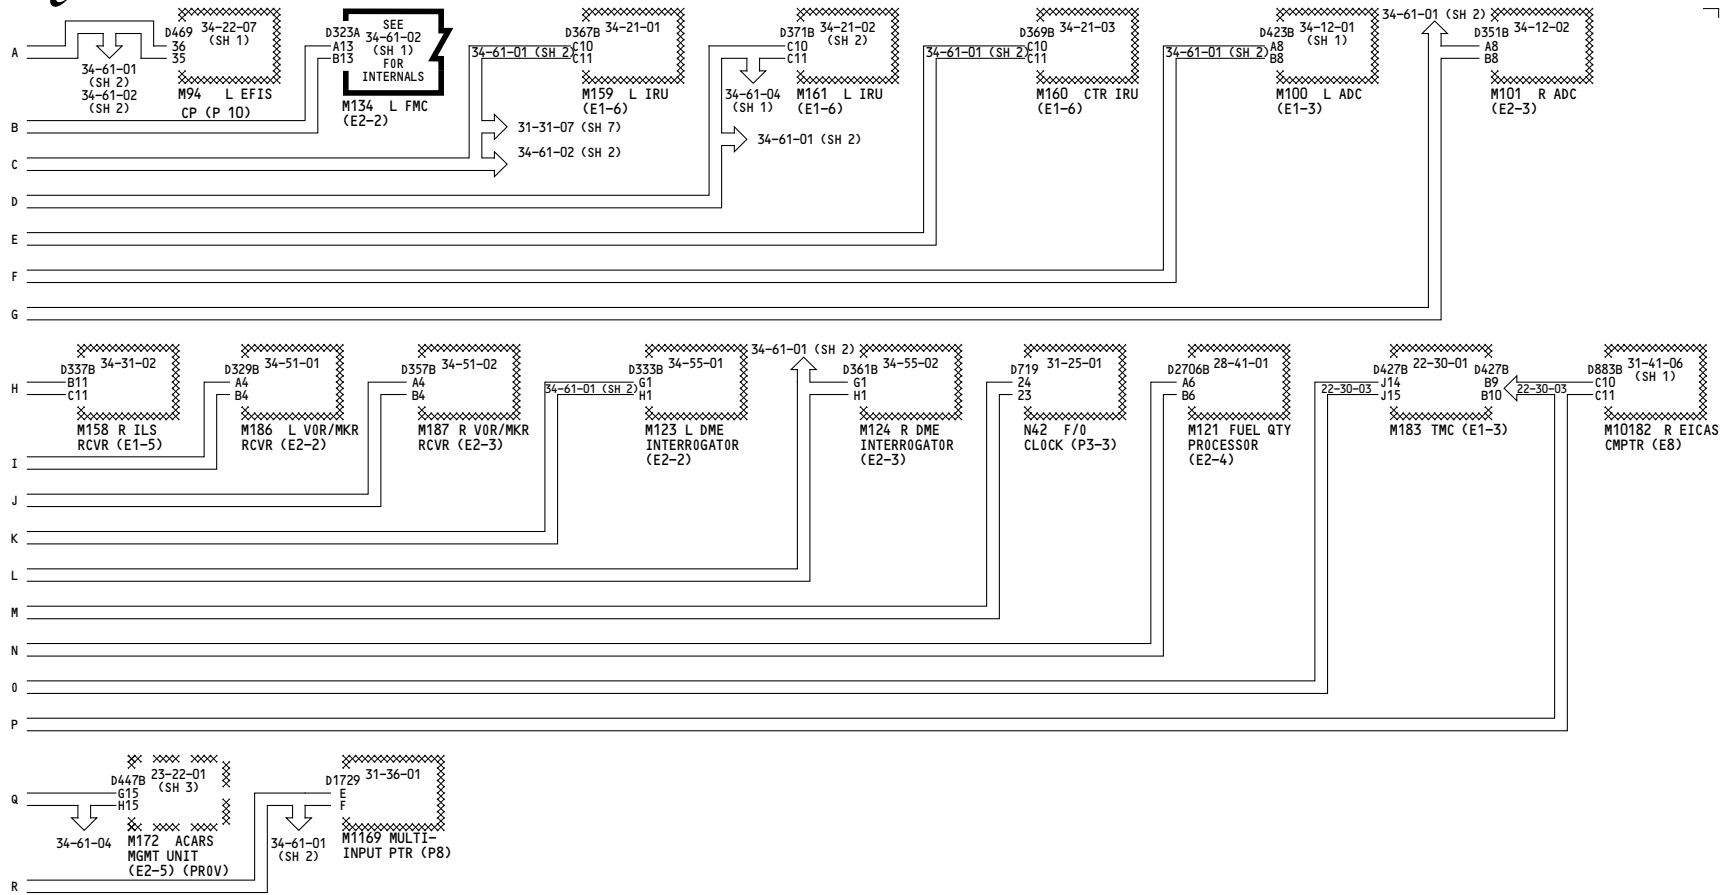 A
D469
34-22-07
(SH 1)
36
35
34-61-01
(SH 2)
34-61-02
(SH 2)
M94 L EFIS
CP (P 10)
D323A
SEE
34-61-02
(SH 1)
FOR
INTERNALS
A13
B13
M134 L FMC
(E2-2)
34-61-01 (SH 2)
D367B
34-21-01
C10
C11
M159 L IRU
(E1-6)
31-31-07 (SH 7)
34-61-02 (SH 2)
D371B
34-21-02
(SH 2)
C10
C11
34-61-04
(SH 1)
M161 L IRU
(E1-6)
34-61-01 (SH 2)
34-61-01 (SH 2)
D369B
34-21-03
C10
C11
M160 CTR IRU
(E1-6)
34-61-01 (SH 2)
D423B
34-12-01
(SH 1)
A8
B8
M100 L ADC
(E1-3)
34-61-01 (SH 2)
D351B
34-12-02
A8
B8
M101 R ADC
(E2-3)
B
C
D
E
F
G
H
D337B
34-31-02
B11
C11
M158 R ILS
RCVR (E1-5)
D329B
34-51-01
A4
B4
M186 L VOR/MKR
RCVR (E2-2)
D357B
34-51-02
A4
B4
M187 R VOR/MKR
RCVR (E2-3)
34-61-01 (SH 2)
D333B
34-55-01
G1
H1
M123 L DME
INTERROGATOR
(E2-2)
34-61-01 (SH 2)
D361B
34-55-02
G1
H1
M124 R DME
INTERROGATOR
(E2-3)
D719
31-25-01
24
23
N42 F/O
CLOCK (P3-3)
D2706B
28-41-01
A6
B6
M121 FUEL QTY
PROCESSOR
(E2-4)
22-30-03
D427B
22-30-01
D427B
J14
J15
B9
B10
M183 TMC (E1-3)
22-30-03
D883B
31-41-06
(SH 1)
C10
C11
M10182 R EICAS
CMPTR (E8)
I
J
K
L
M
N
O
P
Q
D447B
23-22-01
(SH 3)
G15
H15
34-61-04
M172 ACARS
MGMT UNIT
(E2-5) (PROV)
D1729
31-36-01
E
F
34-61-01
(SH 2)
M1169 MULTI-
INPUT PTR (P8)
R